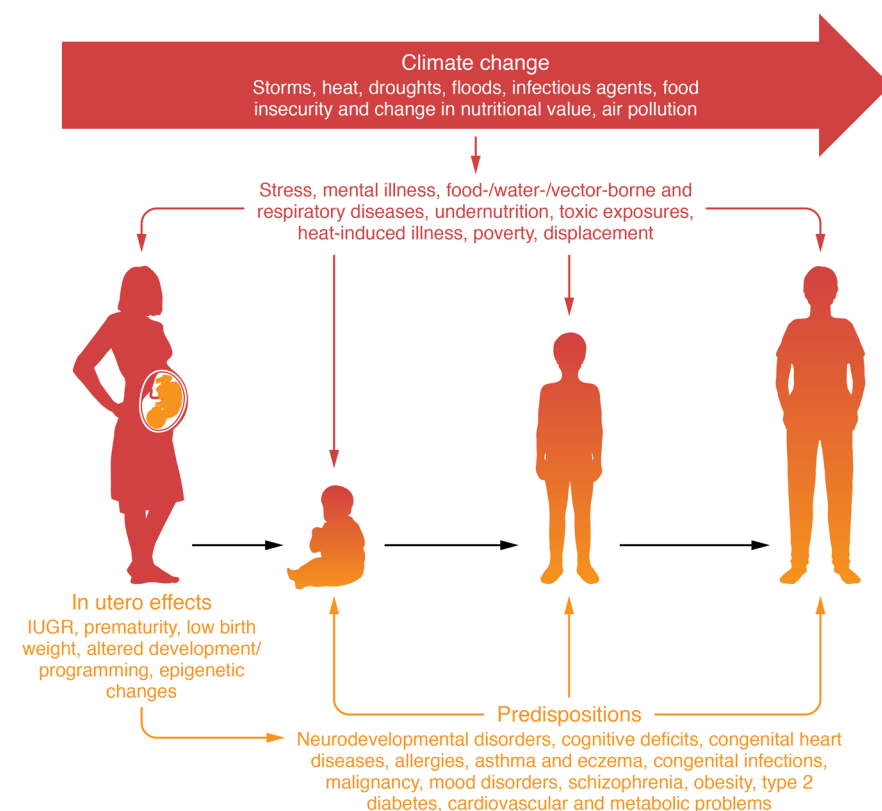 Climate change
Storms, heat, droughts, floods, infectious agents, food
insecurity and change in nutritional value, air pollution
Stress, mental illness, food-/water-/vector-borne and
respiratory diseases, undernutrition, toxic exposures,
heat-induced illness, poverty, displacement
In utero effects
IUGR, prematurity, low birth
weight, altered development/
programming, epigenetic
changes
Predispositions
Neurodevelopmental disorders, cognitive deficits, congenital heart
diseases, allergies, asthma and eczema, congenital infections,
malignancy, mood disorders, schizophrenia, obesity, type 2
diabetes, cardiovascular and metabolic problems